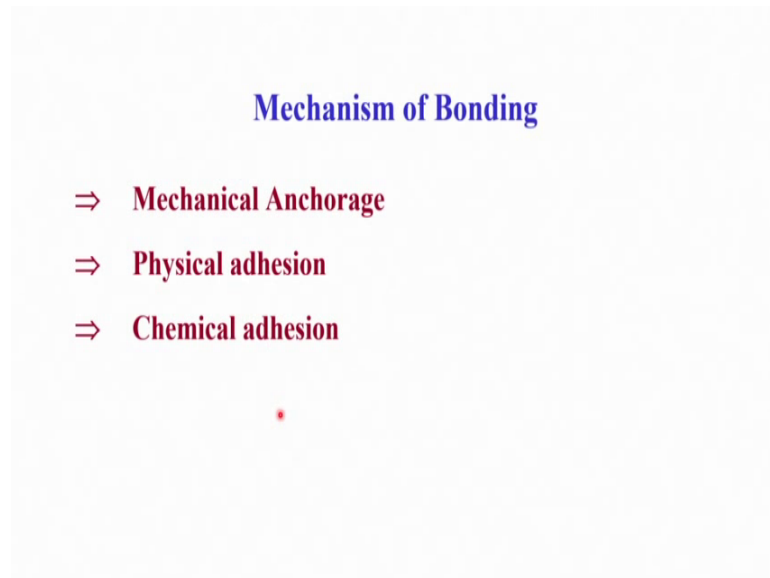 Mechanism of Bonding
⇒ Mechanical Anchorage
⇒ Physical adhesion
⇒ Chemical adhesion